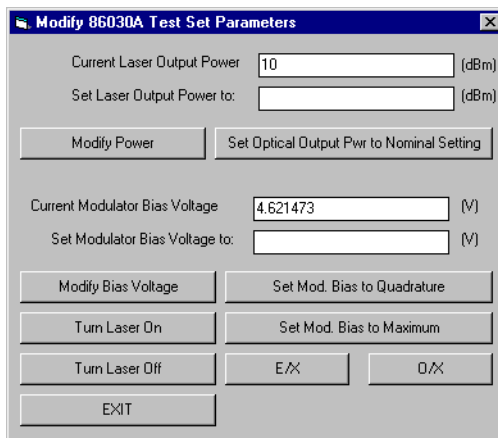 Modify 86030A Test Set Parameters
Current Laser Output Power 10 (dBm)
Set Laser Output Power to: (dBm)
Modify Power Set Optical Output Pwr to Nominal Setting
Current Modulator Bias Voltage 4.621473 (V)
Set Modulator Bias Voltage to: (V)
Modify Bias Voltage Set Mod. Bias to Quadrature
Turn Laser On Set Mod. Bias to Maximum
Turn Laser Off E/X O/X
EXIT